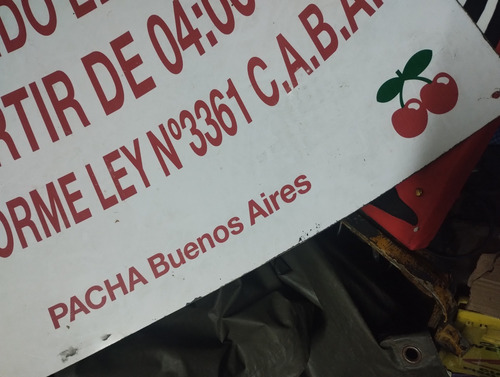 RTIR DE 04:0
ORME LEY Nº3361 C.A.B.A
PACHA Buenos Aires